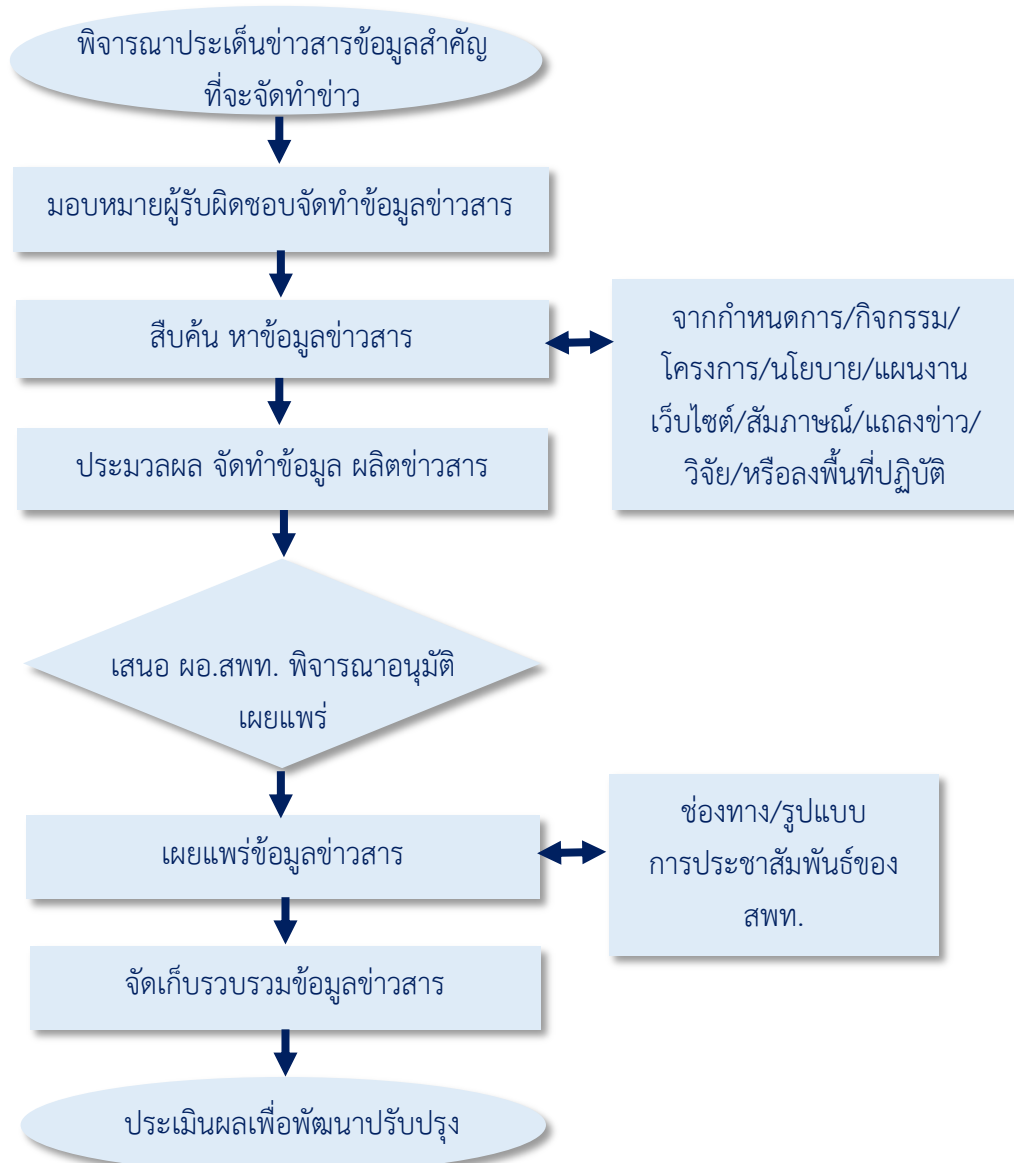 พิจารณาประเด็นข่าวสารข้อมูลสำคัญ
ที่จะจัดทำข่าว
มอบหมายผู้รับผิดชอบจัดทำข้อมูลข่าวสาร
สืบค้น หาข้อมูลข่าวสาร
จากกำหนดการ/กิจกรรม/
โครงการ/นโยบาย/แผนงาน
เว็บไซต์/สัมภาษณ์/แถลงข่าว/
วิจัย/หรือลงพื้นที่ปฏิบัติ
ประมวลผล จัดทำข้อมูล ผลิตข่าวสาร
เสนอ ผอ.สพท. พิจารณาอนุมัติ
เผยแพร่
เผยแพร่ข้อมูลข่าวสาร
ช่องทาง/รูปแบบ
การประชาสัมพันธ์ของ
สพท.
จัดเก็บรวบรวมข้อมูลข่าวสาร
ประเมินผลเพื่อพัฒนาปรับปรุง